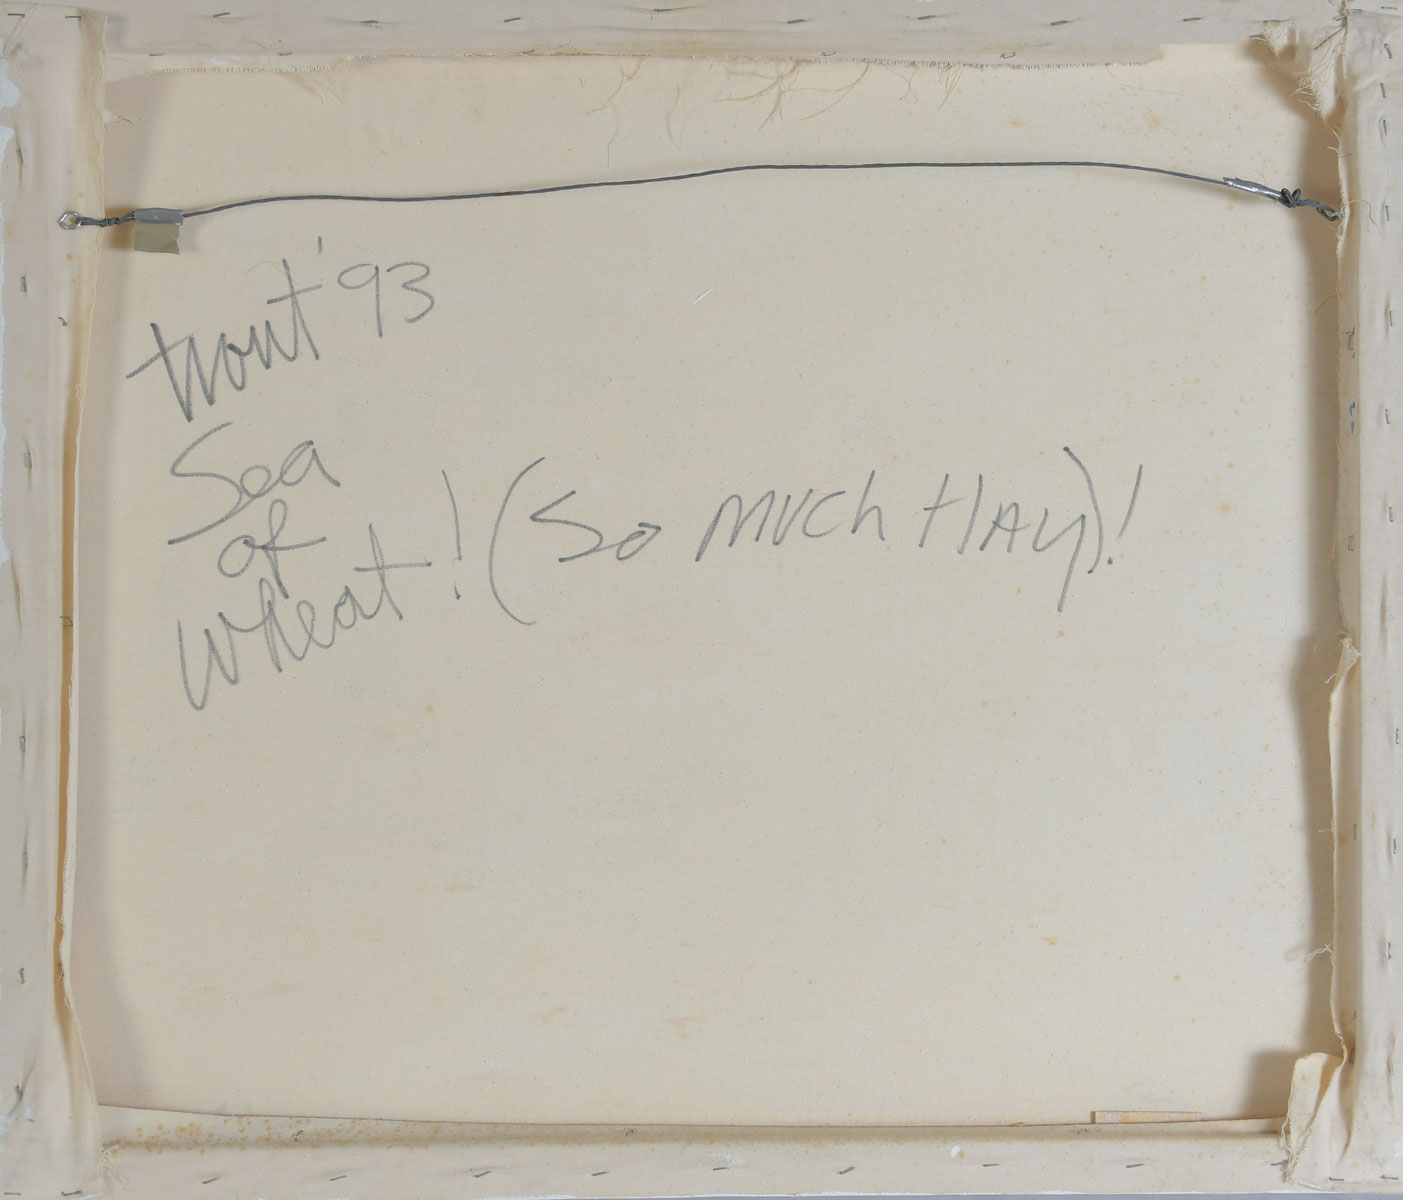 trout '93
Sea
of
wheat! (So MUCh HAy)!